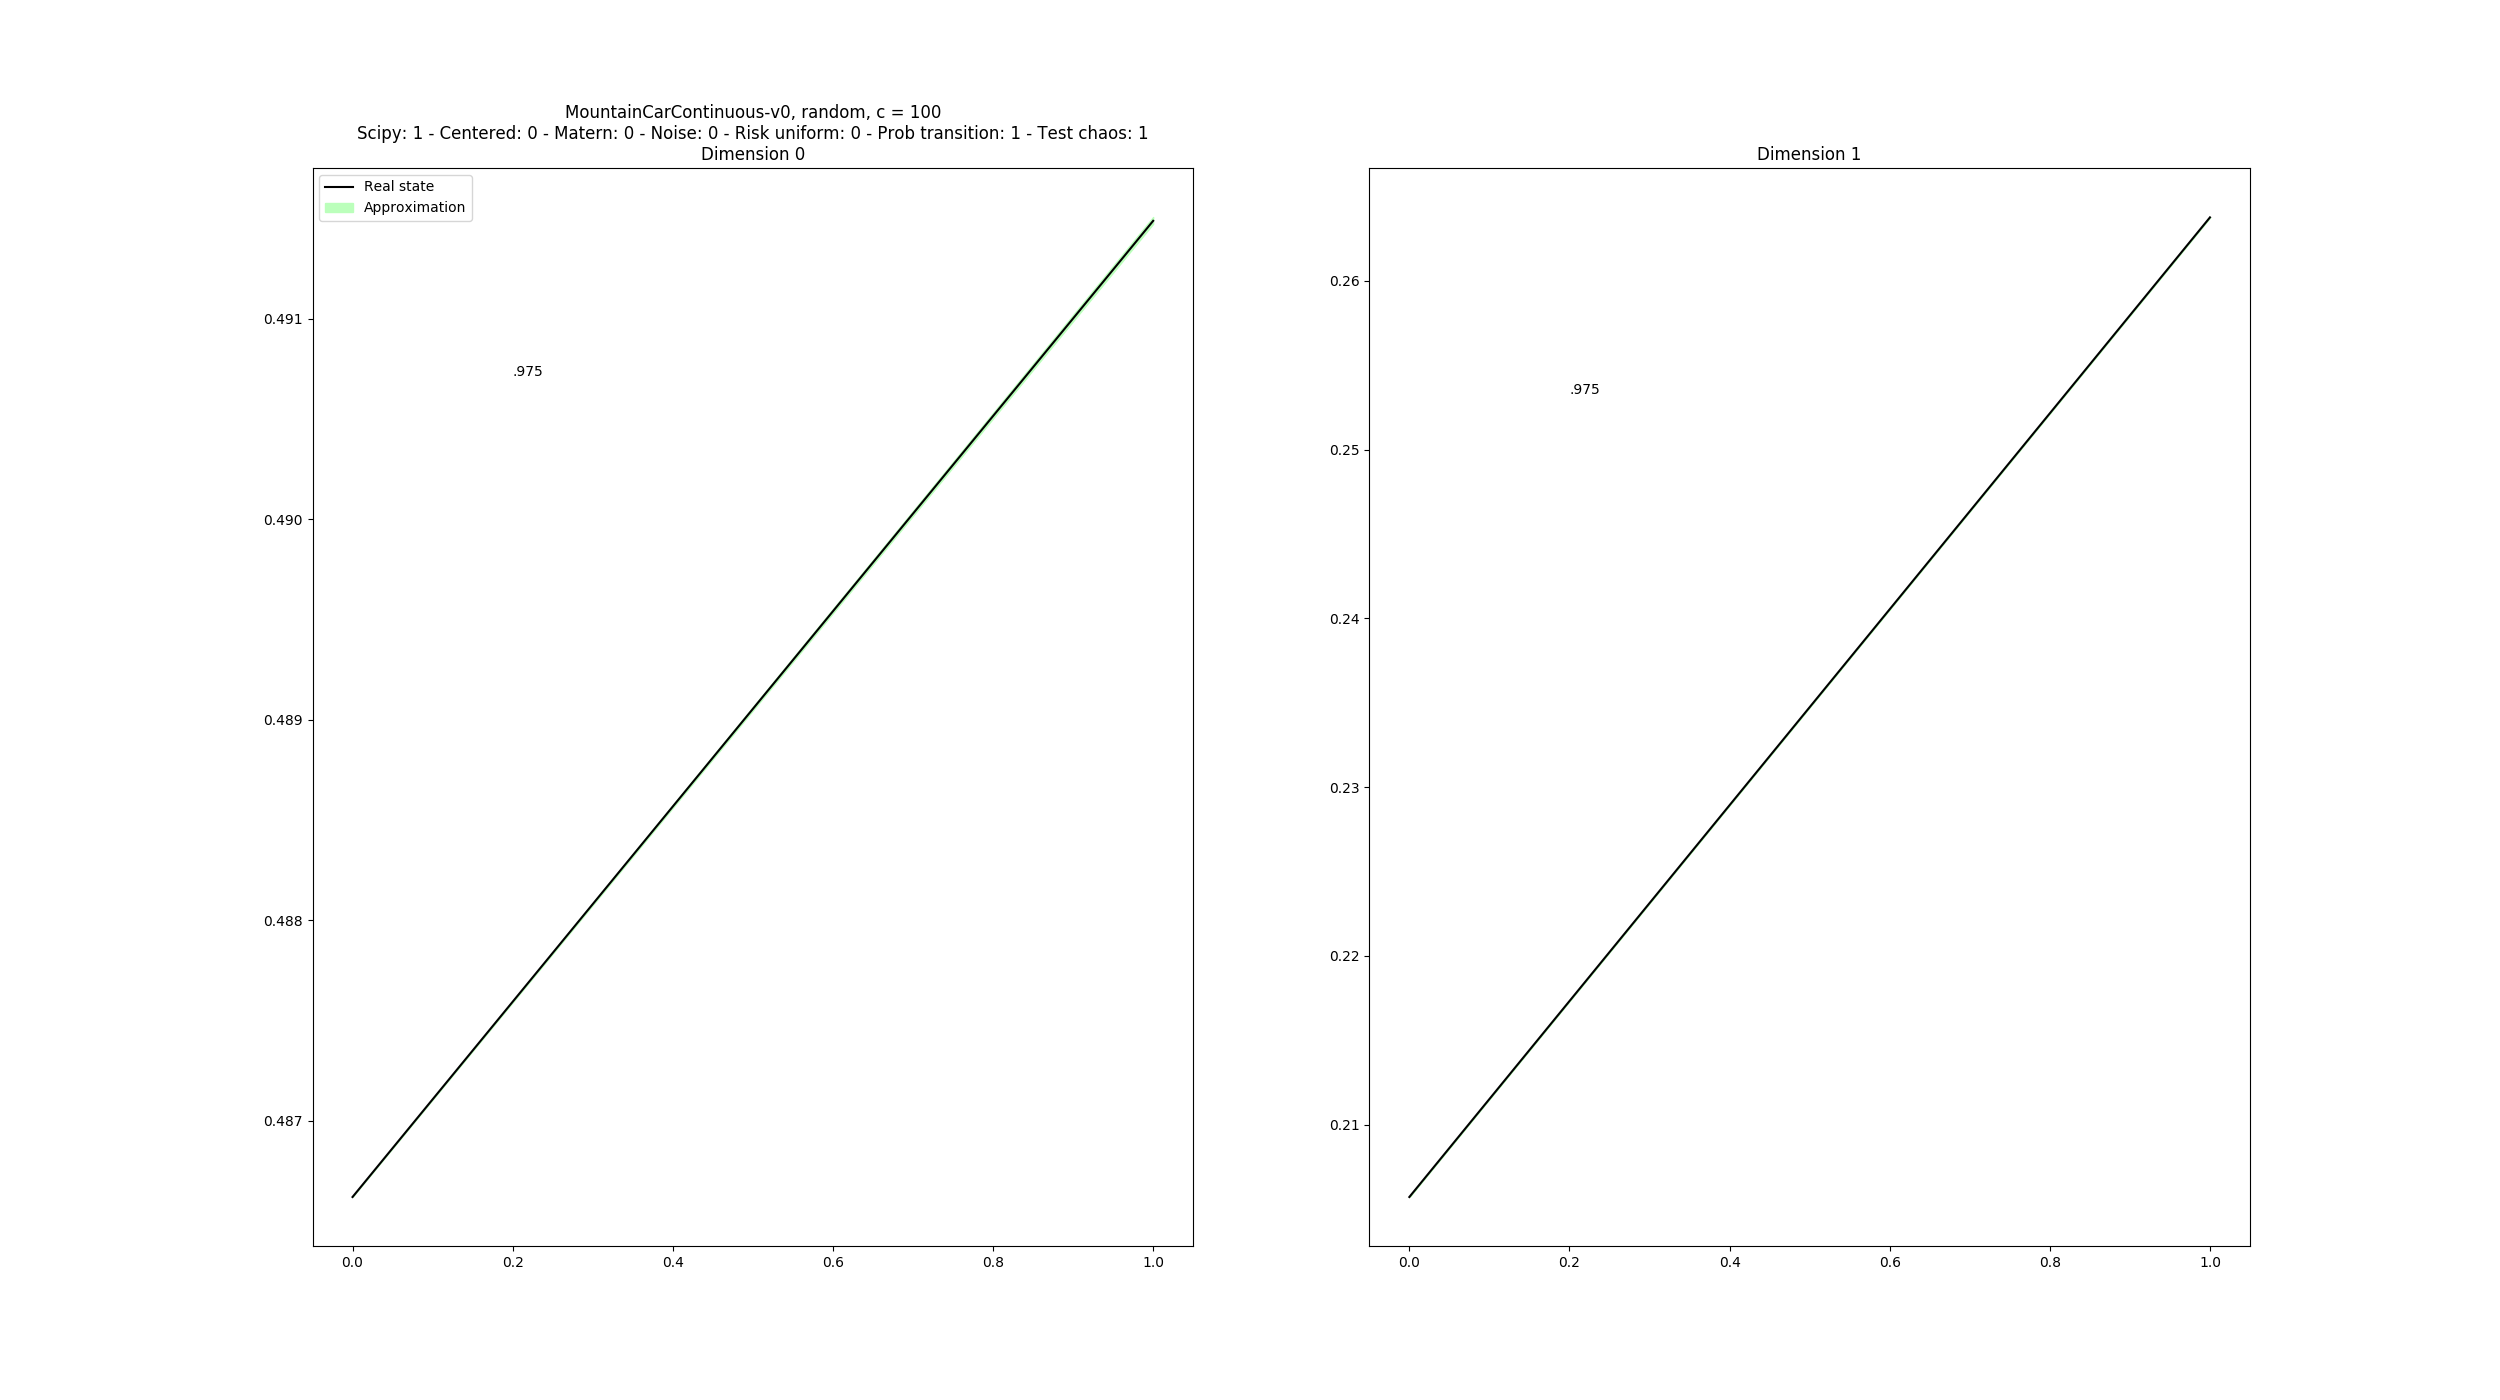 MountainCarContinuous-v0, random, c = 100
Scipy: 1 - Centered: 0 - Matern: 0 - Noise: 0 - Risk uniform: 0 - Prob transition: 1 - Test chaos: 1
Dimension 0
Real state
Approximation
0.491
.975
0.490
0.489
0.488
0.487
0.0 0.2 0.4 0.6 0.8 1.0
Dimension 1
0.26
.975
0.25
0.24
0.23
0.22
0.21
0.0 0.2 0.4 0.6 0.8 1.0